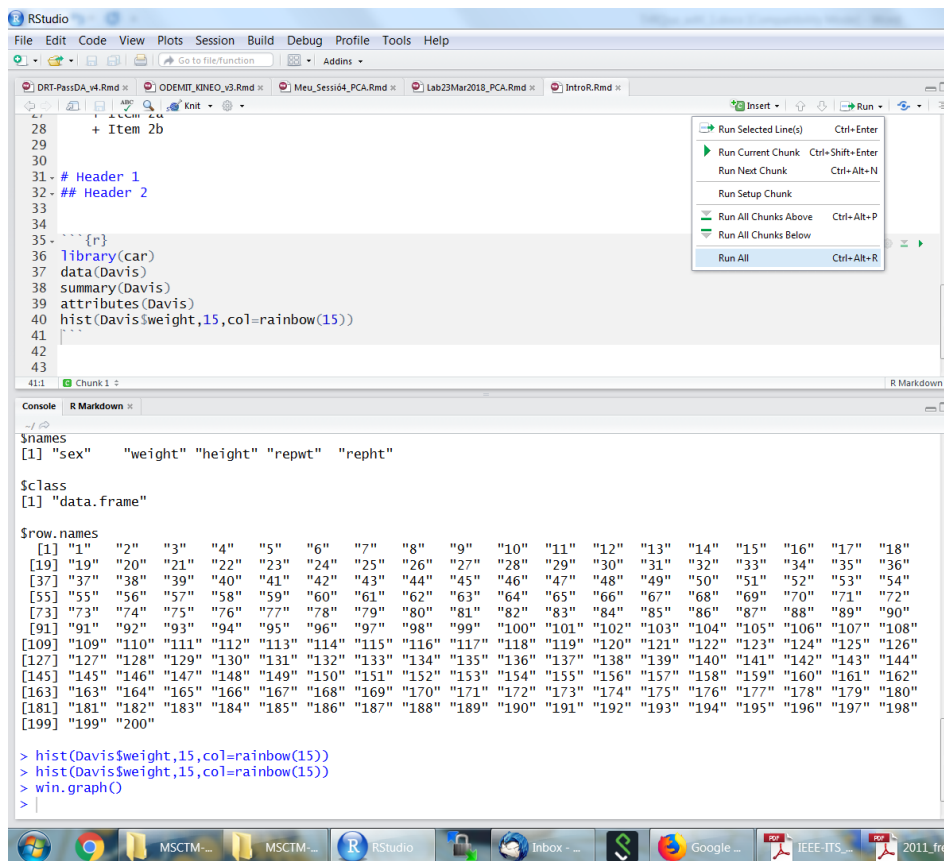 RStudio
File Edit Code View Plots Session Build Debug Profile Tools Help
Go to file/function Addins
DRT-PassDA_v4.Rmd × ODEMIT_KINEO_v3.Rmd × Meu_Sessió4_PCA.Rmd × Lab23Mar2018_PCA.Rmd × IntroR.Rmd ×
ABC Knit Insert Run
27 + Item 2a
28 + Item 2b
29
30
31 # Header 1
32 ## Header 2
33
34
35 ```{r}
36 library(car)
37 data(Davis)
38 summary(Davis)
39 attributes(Davis)
40 hist(Davis$weight,15,col=rainbow(15))
41 ```
42
43
Run Selected Line(s) Ctrl+Enter
Run Current Chunk Ctrl+Shift+Enter
Run Next Chunk Ctrl+Alt+N
Run Setup Chunk
Run All Chunks Above Ctrl+Alt+P
Run All Chunks Below
Run All Ctrl+Alt+R
41:1 C Chunk 1 R Markdown
Console R Markdown ×
~/
$names
[1] "sex" "weight" "height" "repwt" "repht"
$class
[1] "data.frame"
$row.names
[1] "1" "2" "3" "4" "5" "6" "7" "8" "9" "10" "11" "12" "13" "14" "15" "16" "17" "18"
[19] "19" "20" "21" "22" "23" "24" "25" "26" "27" "28" "29" "30" "31" "32" "33" "34" "35" "36"
[37] "37" "38" "39" "40" "41" "42" "43" "44" "45" "46" "47" "48" "49" "50" "51" "52" "53" "54"
[55] "55" "56" "57" "58" "59" "60" "61" "62" "63" "64" "65" "66" "67" "68" "69" "70" "71" "72"
[73] "73" "74" "75" "76" "77" "78" "79" "80" "81" "82" "83" "84" "85" "86" "87" "88" "89" "90"
[91] "91" "92" "93" "94" "95" "96" "97" "98" "99" "100" "101" "102" "103" "104" "105" "106" "107" "108"
[109] "109" "110" "111" "112" "113" "114" "115" "116" "117" "118" "119" "120" "121" "122" "123" "124" "125" "126"
[127] "127" "128" "129" "130" "131" "132" "133" "134" "135" "136" "137" "138" "139" "140" "141" "142" "143" "144"
[145] "145" "146" "147" "148" "149" "150" "151" "152" "153" "154" "155" "156" "157" "158" "159" "160" "161" "162"
[163] "163" "164" "165" "166" "167" "168" "169" "170" "171" "172" "173" "174" "175" "176" "177" "178" "179" "180"
[181] "181" "182" "183" "184" "185" "186" "187" "188" "189" "190" "191" "192" "193" "194" "195" "196" "197" "198"
[199] "199" "200"
> hist(Davis$weight,15,col=rainbow(15))
> hist(Davis$weight,15,col=rainbow(15))
> win.graph()
>
MSCTM-... MSCTM-... R RStudio Inbox - ... Google ... PDF IEEE-ITS_... PDF 2011_fre